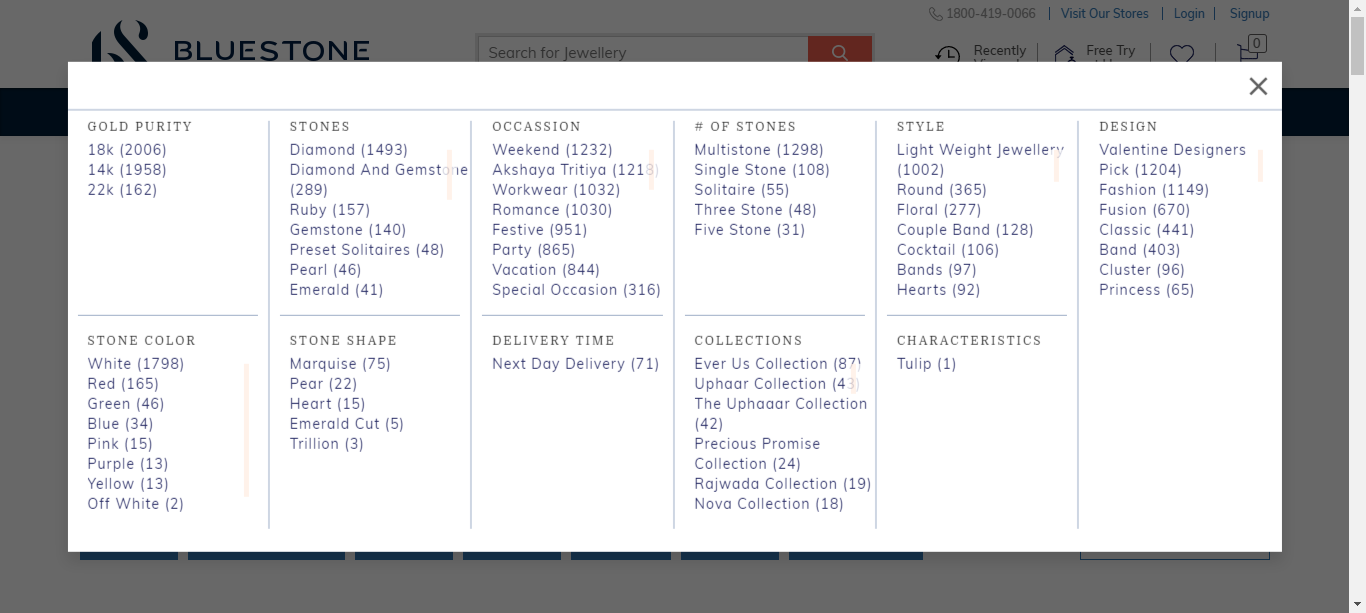 1800-419-0066
Visit Our Stores
Login
Signup
BLUESTONE
Search for Jewellery
Recently
Free Try
0
GOLD PURITY
18k (2006)
14k (1958)
22k (162)
STONES
Diamond (1493)
Diamond And Gemstone
(289)
Ruby (157)
Gemstone (140)
Preset Solitaires (48)
Pearl (46)
Emerald (41)
OCCASSION
Weekend (1232)
Akshaya Tritiya (1218)
Workwear (1032)
Romance (1030)
Festive (951)
Party (865)
Vacation (844)
Special Occasion (316)
# OF STONES
Multistone (1298)
Single Stone (108)
Solitaire (55)
Three Stone (48)
Five Stone (31)
STYLE
Light Weight Jewellery
(1002)
Round (365)
Floral (277)
Couple Band (128)
Cocktail (106)
Bands (97)
Hearts (92)
DESIGN
Valentine Designers
Pick (1204)
Fashion (1149)
Fusion (670)
Classic (441)
Band (403)
Cluster (96)
Princess (65)
STONE COLOR
White (1798)
Red (165)
Green (46)
Blue (34)
Pink (15)
Purple (13)
Yellow (13)
Off White (2)
STONE SHAPE
Marquise (75)
Pear (22)
Heart (15)
Emerald Cut (5)
Trillion (3)
DELIVERY TIME
Next Day Delivery (71)
COLLECTIONS
Ever Us Collection (87)
Uphaar Collection (43)
The Uphaaar Collection
(42)
Precious Promise
Collection (24)
Rajwada Collection (19)
Nova Collection (18)
CHARACTERISTICS
Tulip (1)